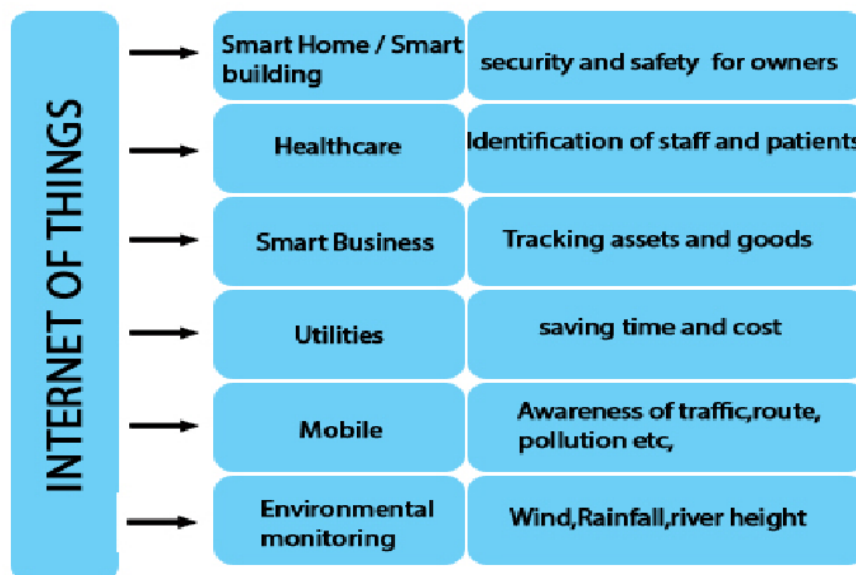 INTERNET OF THINGS
Smart Home / Smart
building
security and safety for owners
Healthcare
Identification of staff and patients
Smart Business
Tracking assets and goods
Utilities
saving time and cost
Mobile
Awareness of traffic,route,
pollution etc,
Environmental
monitoring
Wind,Rainfall,river height